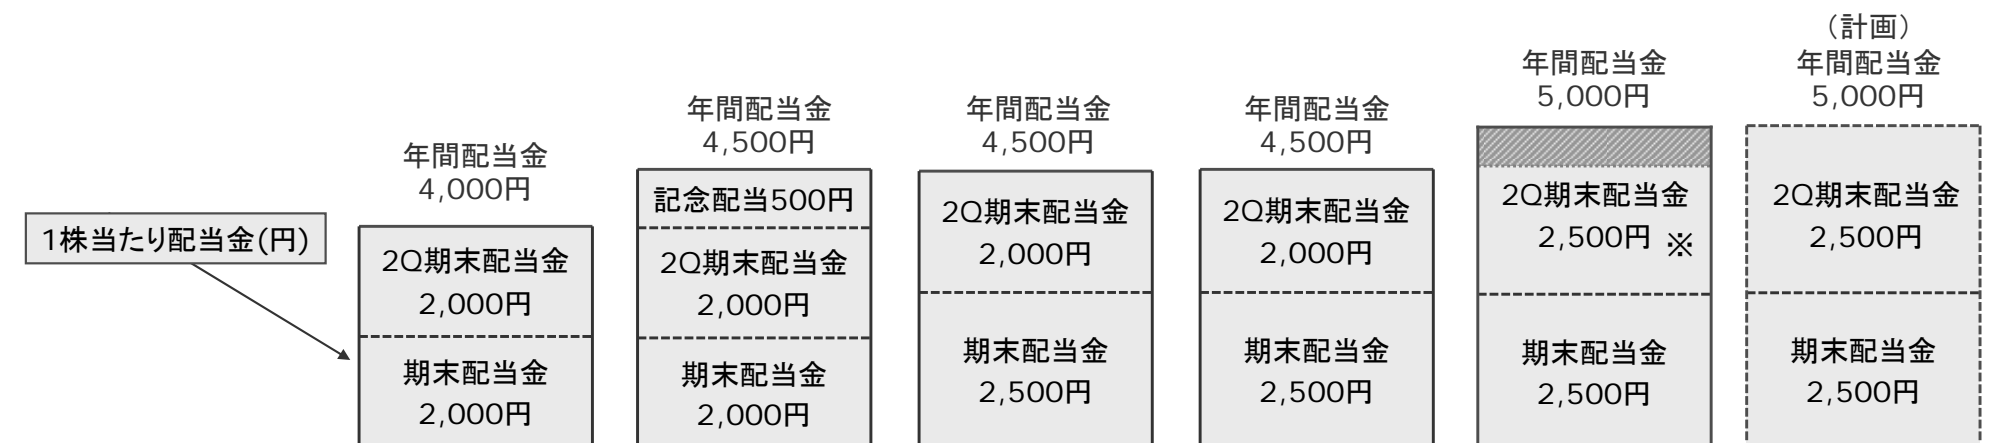 1株当たり配当金(円)
年間配当金
4,000円
2Q期末配当金
2,000円
期末配当金
2,000円
年間配当金
4,500円
記念配当500円
2Q期末配当金
2,000円
期末配当金
2,000円
年間配当金
4,500円
2Q期末配当金
2,000円
期末配当金
2,500円
年間配当金
4,500円
2Q期末配当金
2,000円
期末配当金
2,500円
年間配当金
5,000円
2Q期末配当金
2,500円 ※
期末配当金
2,500円
（計画）
年間配当金
5,000円
2Q期末配当金
2,500円
期末配当金
2,500円